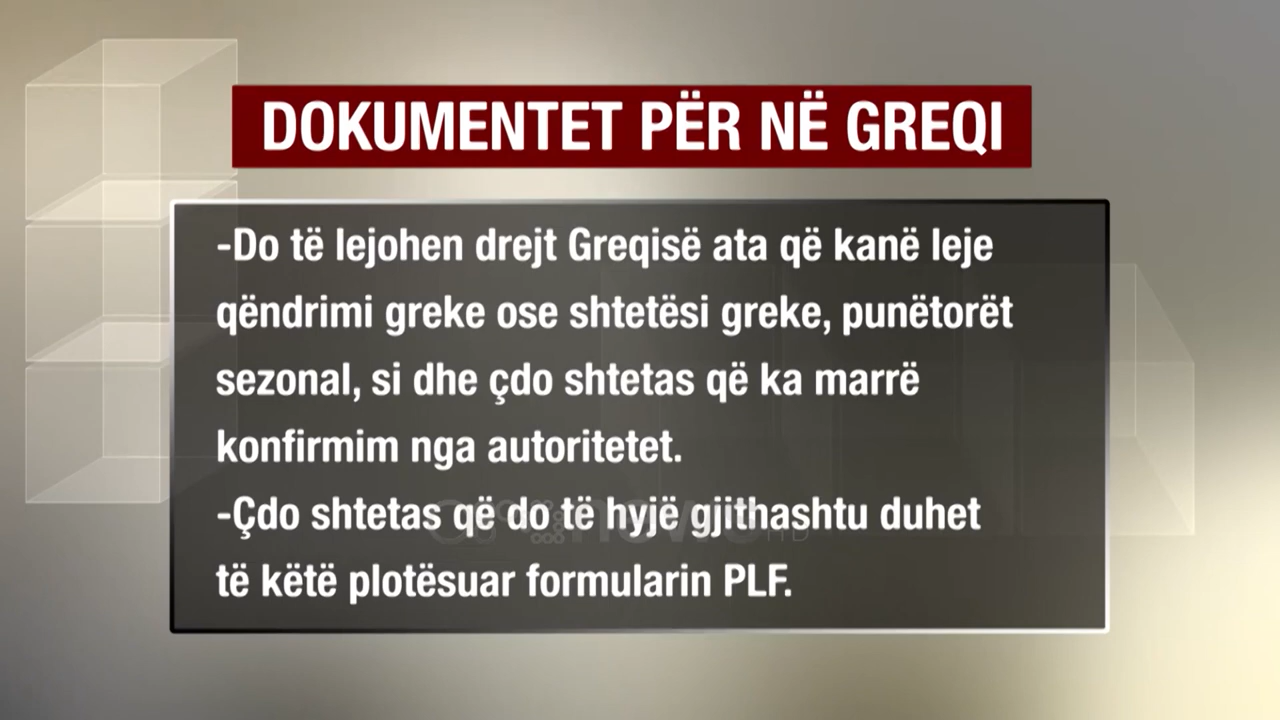 DOKUMENTET PËR NË GREQI
-Do të lejohen drejt Greqisë ata që kanë leje
qëndrimi greke ose shtetësi greke, punëtorët
sezonal, si dhe çdo shtetas që ka marrë
konfirmim nga autoritetet.
-Çdo shtetas që do të hyjë gjithashtu duhet
të këtë plotësuar formularin PLF.